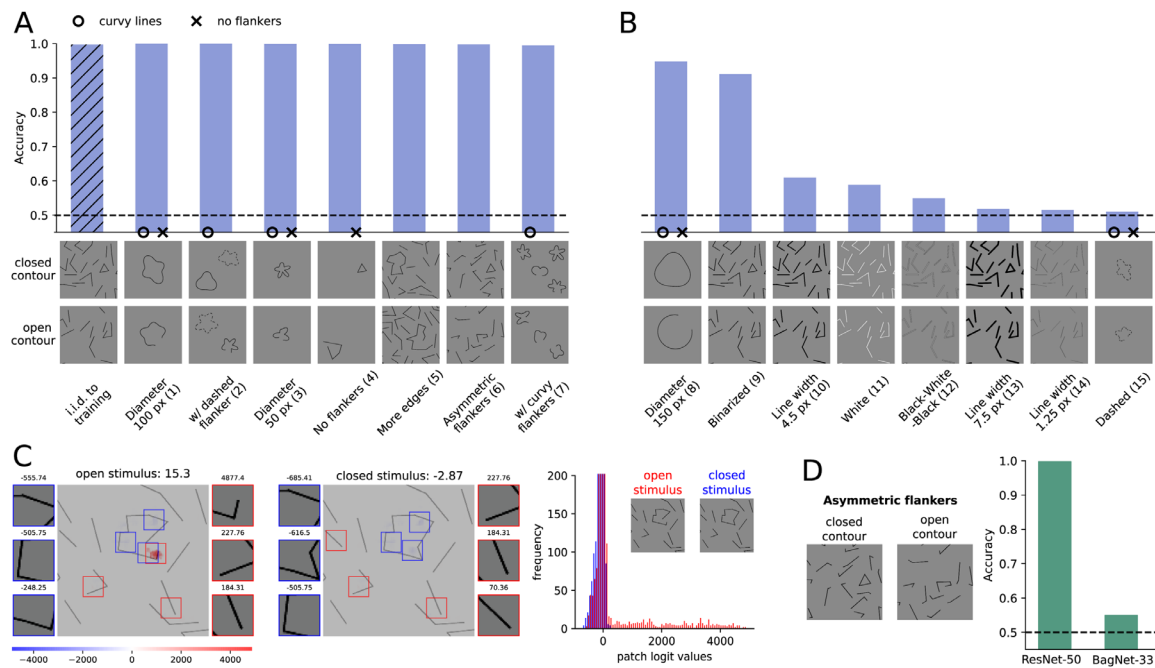 A
curvy lines
no flankers
1.0
0.9
0.8
0.7
0.6
0.5
Accuracy
closed
contour
open
contour
i.i.d. to
training
Diameter
100 px (1)
w/ dashed
flanker (2)
Diameter
50 px (3)
No flankers (4)
More edges (5)
Asymmetric
flankers (6)
w/ curvy
flankers (7)
B
Diameter
150 px (8)
Binarized (9)
Line width
4.5 px (10)
White (11)
Black-White
-Black (12)
Line width
7.5 px (13)
Line width
1.25 px (14)
Dashed (15)
C
open stimulus: 15.3
-555.74
-505.75
-248.25
4877.4
227.76
184.31
−4000 −2000 0 2000 4000
closed stimulus: -2.87
-685.41
-616.5
-505.75
227.76
184.31
70.36
200
160
120
80
40
0
frequency
open
stimulus
closed
stimulus
0 2000 4000
patch logit values
D
Asymmetric flankers
closed
contour
open
contour
1.0
0.9
0.8
0.7
0.6
0.5
Accuracy
ResNet-50 BagNet-33